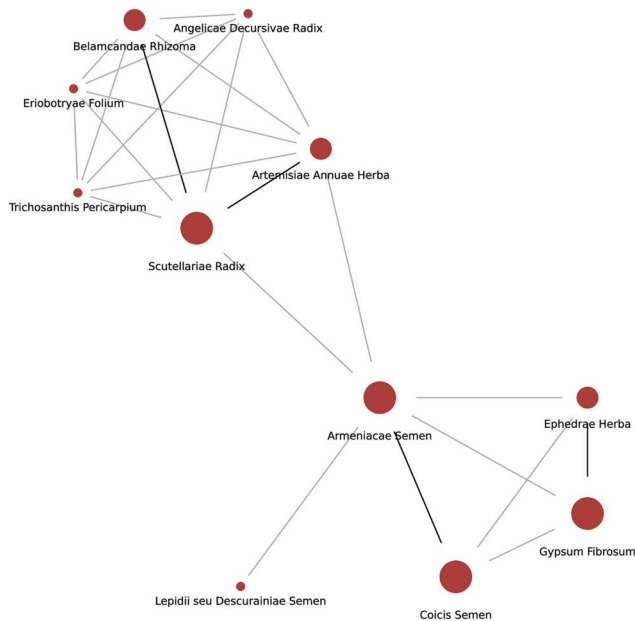 Angelicae Decursivae Radix
Belamcandae Rhizoma
Eriobotryae Folium
Artemisiae Annuae Herba
Trichosanthis Pericarpium
Scutellariae Radix
Ephedrae Herba
Armeniacae Semen
Gypsum Fibrosum
Lepidii seu Descurainiae Semen
Coicis Semen